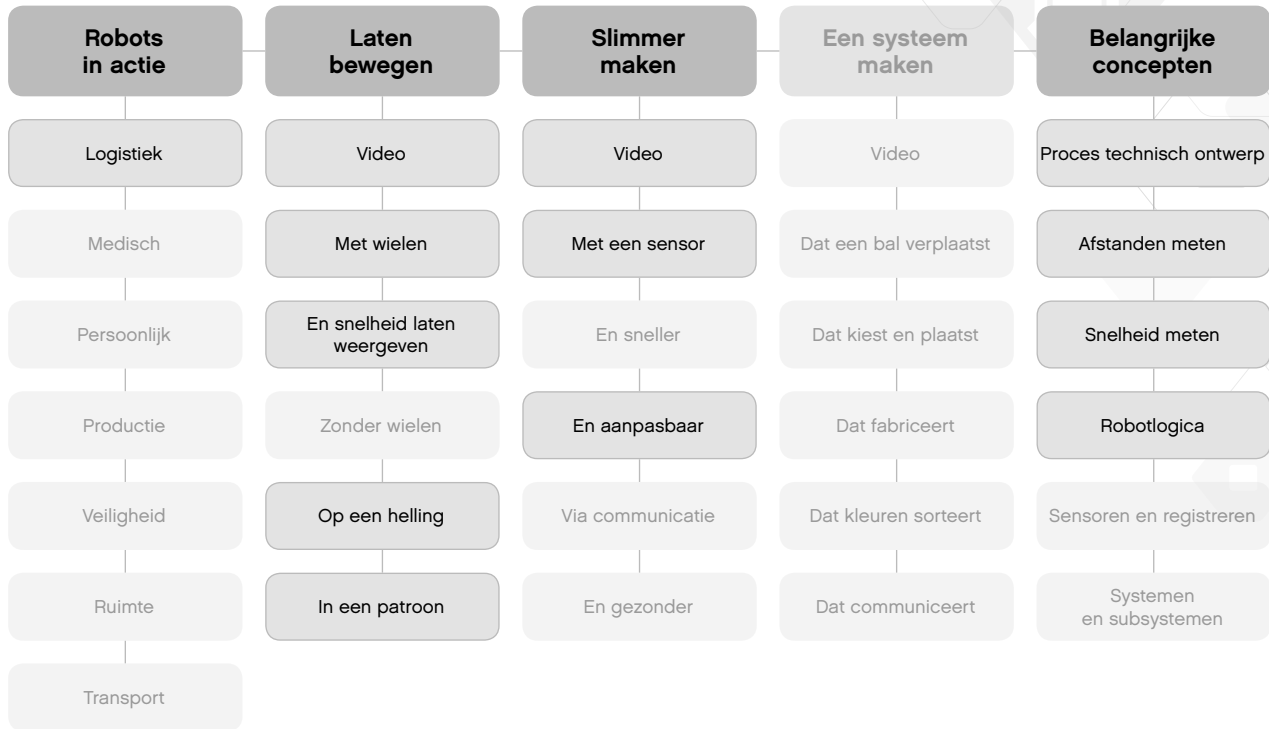 Robots
in actie
Logistiek
Medisch
Persoonlijk
Productie
Veiligheid
Ruimte
Transport
Laten
bewegen
Video
Met wielen
En snelheid laten
weergeven
Zonder wielen
Op een helling
In een patroon
Slimmer
maken
Video
Met een sensor
En sneller
En aanpasbaar
Via communicatie
En gezonder
Een systeem
maken
Video
Dat een bal verplaatst
Dat kiest en plaatst
Dat fabriceert
Dat kleuren sorteert
Dat communiceert
Belangrijke
concepten
Proces technisch ontwerp
Afstanden meten
Snelheid meten
Robotlogica
Sensoren en registreren
Systemen
en subsystemen